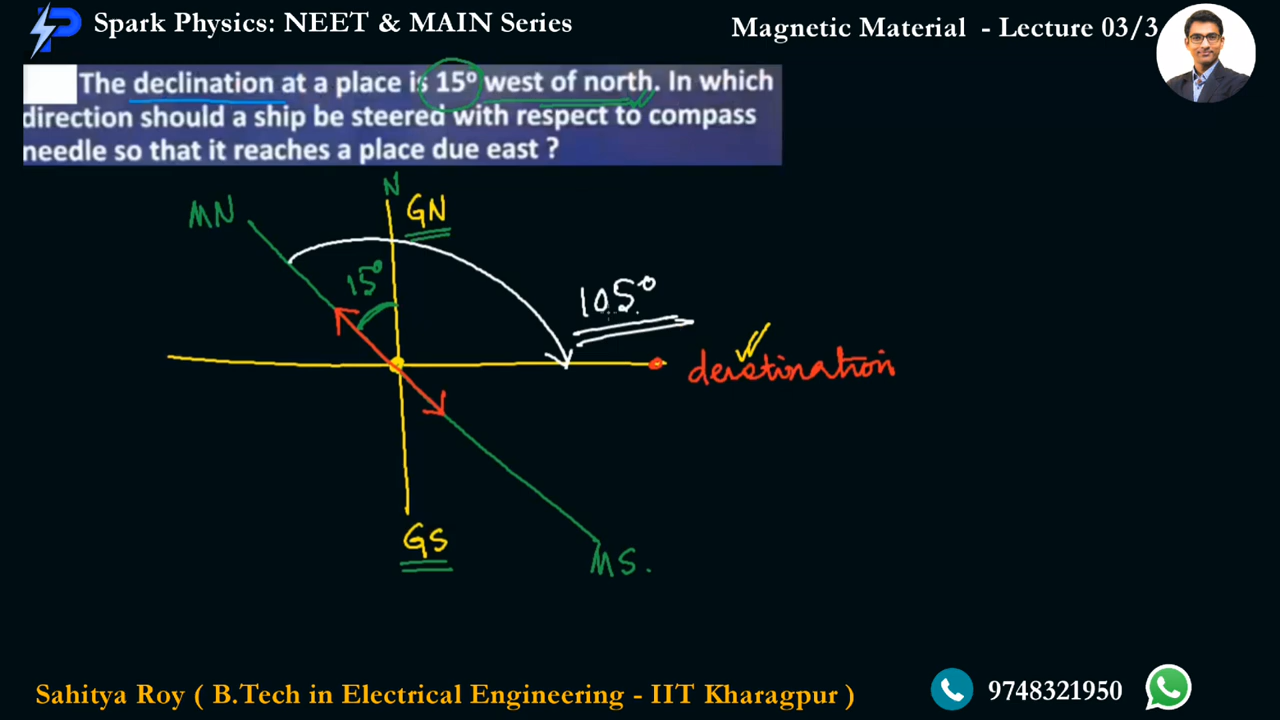 Spark Physics: NEET & MAIN Series
Magnetic Material - Lecture 03/3
The declination at a place is 15° west of north. In which
direction should a ship be steered with respect to compass
needle so that it reaches a place due east ?
N
MN
GN
15°
105°
derstination
GS
MS.
Sahitya Roy ( B.Tech in Electrical Engineering - IIT Kharagpur )
9748321950